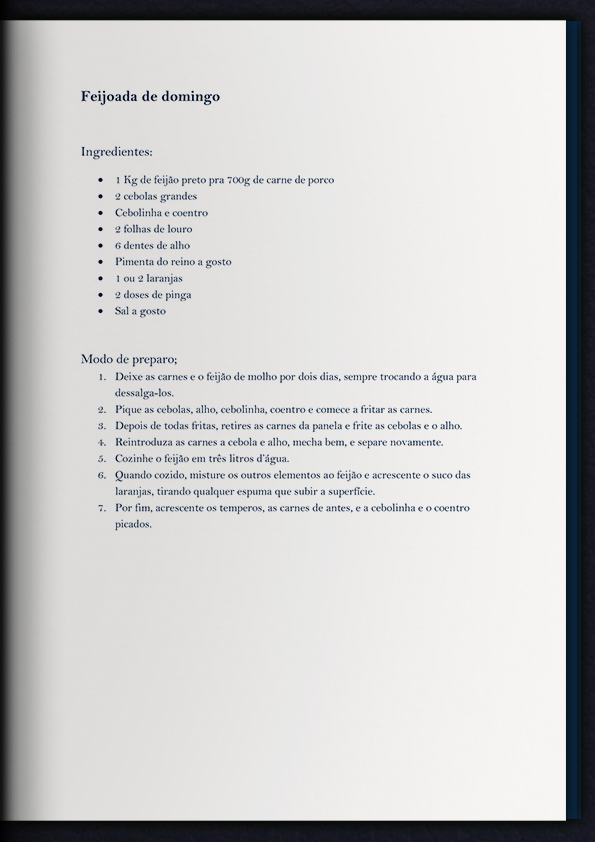 Feijoada de domingo
Ingredientes:
• 1 Kg de feijão preto pra 700g de carne de porco
• 2 cebolas grandes
• Cebolinha e coentro
• 2 folhas de louro
• 6 dentes de alho
• Pimenta do reino a gosto
• 1 ou 2 laranjas
• 2 doses de pinga
• Sal a gosto
Modo de preparo;
1. Deixe as carnes e o feijão de molho por dois dias, sempre trocando a água para
dessalga-los.
2. Pique as cebolas, alho, cebolinha, coentro e comece a fritar as carnes.
3. Depois de todas fritas, retires as carnes da panela e frite as cebolas e o alho.
4. Reintroduza as carnes a cebola e alho, mecha bem, e separe novamente.
5. Cozinhe o feijão em três litros d'água.
6. Quando cozido, misture os outros elementos ao feijão e acrescente o suco das
laranjas, tirando qualquer espuma que subir a superfície.
7. Por fim, acrescente os temperos, as carnes de antes, e a cebolinha e o coentro
picados.